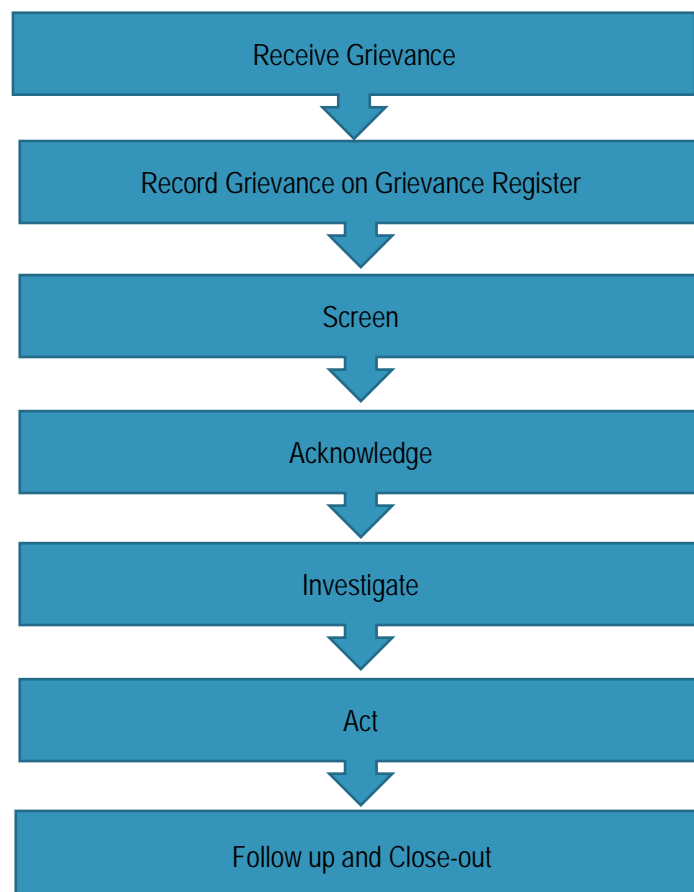 Receive Grievance
Record Grievance on Grievance Register
Screen
Acknowledge
Investigate
Act
Follow up and Close-out